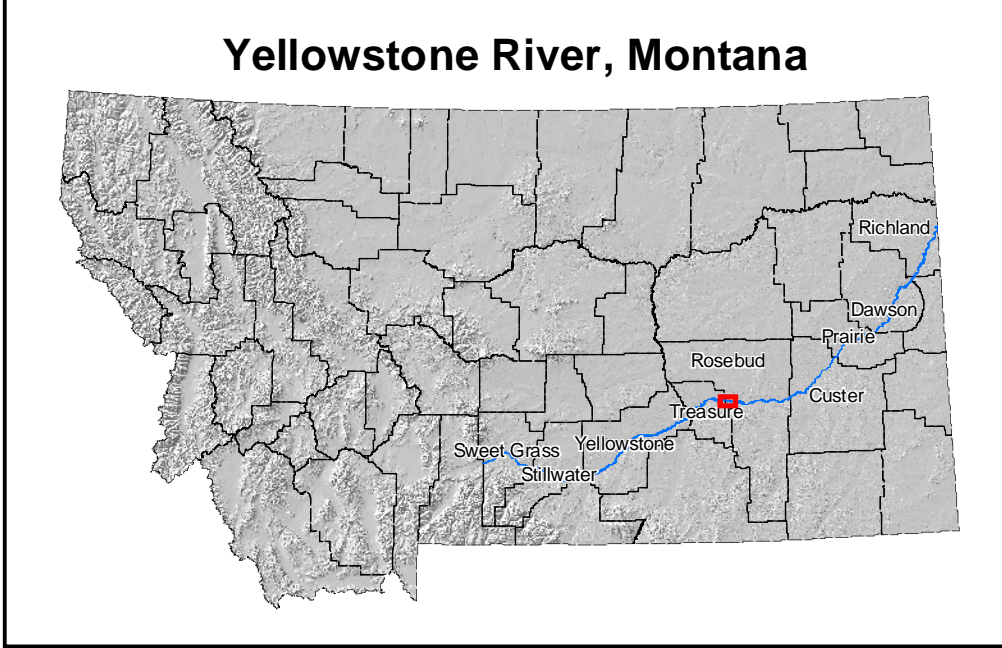 Yellowstone River, Montana
Richland
Dawson
Prairie
Rosebud
Custer
Treasure
Yellowstone
Sweet Grass
Stillwater